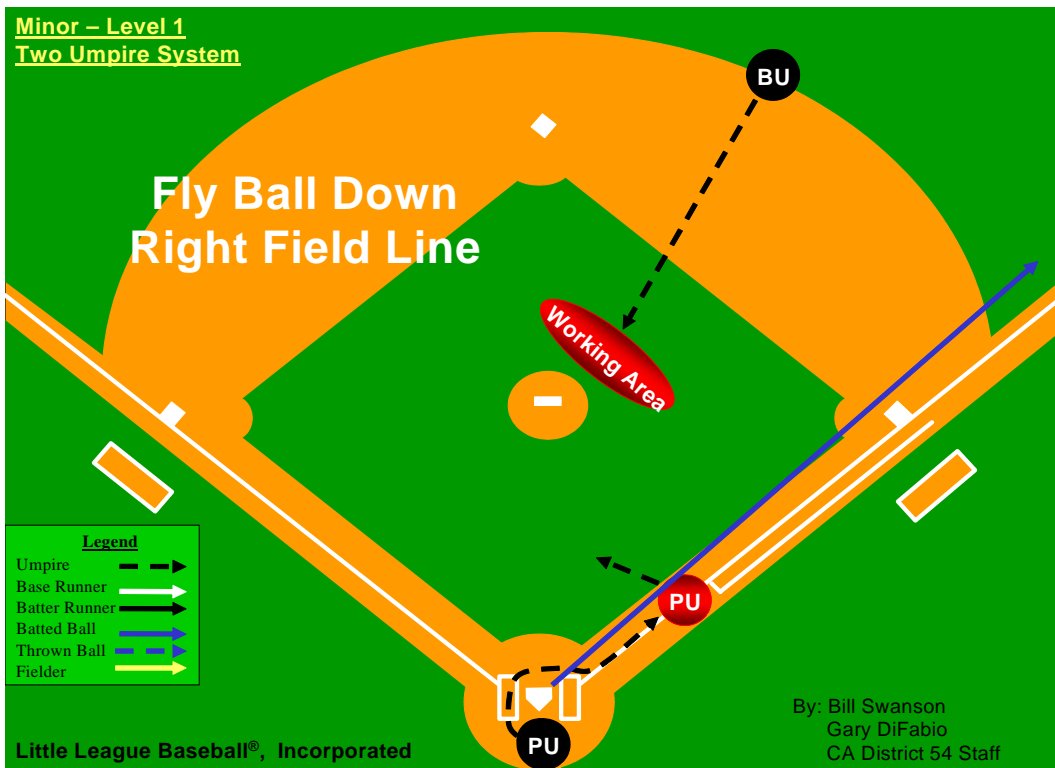 Minor – Level 1
Two Umpire System
BU
Fly Ball Down
Right Field Line
Working Area
Legend
Umpire
Base Runner
Batter Runner
Batted Ball
Thrown Ball
Fielder
PU
PU
By: Bill Swanson
Gary DiFabio
CA District 54 Staff
Little League Baseball®, Incorporated